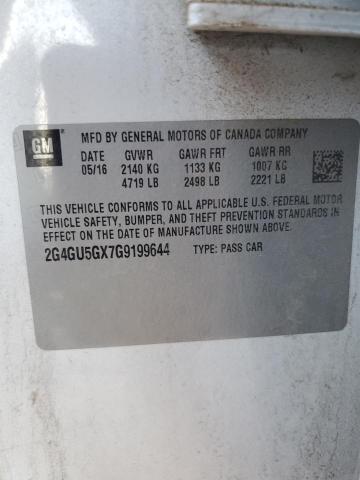 GM
MFD BY GENERAL MOTORS OF CANADA COMPANY
DATE GVWR GAWR FRT GAWR RR
05/16 2140 KG 1133 KG 1007 KG
4719 LB 2498 LB 2221 LB
THIS VEHICLE CONFORMS TO ALL APPLICABLE U.S. FEDERAL MOTOR
VEHICLE SAFETY, BUMPER, AND THEFT PREVENTION STANDARDS IN
EFFECT ON THE DATE OF MANUFACTURE SHOWN ABOVE.
2G4GU5GX7G9199644 TYPE: PASS CAR